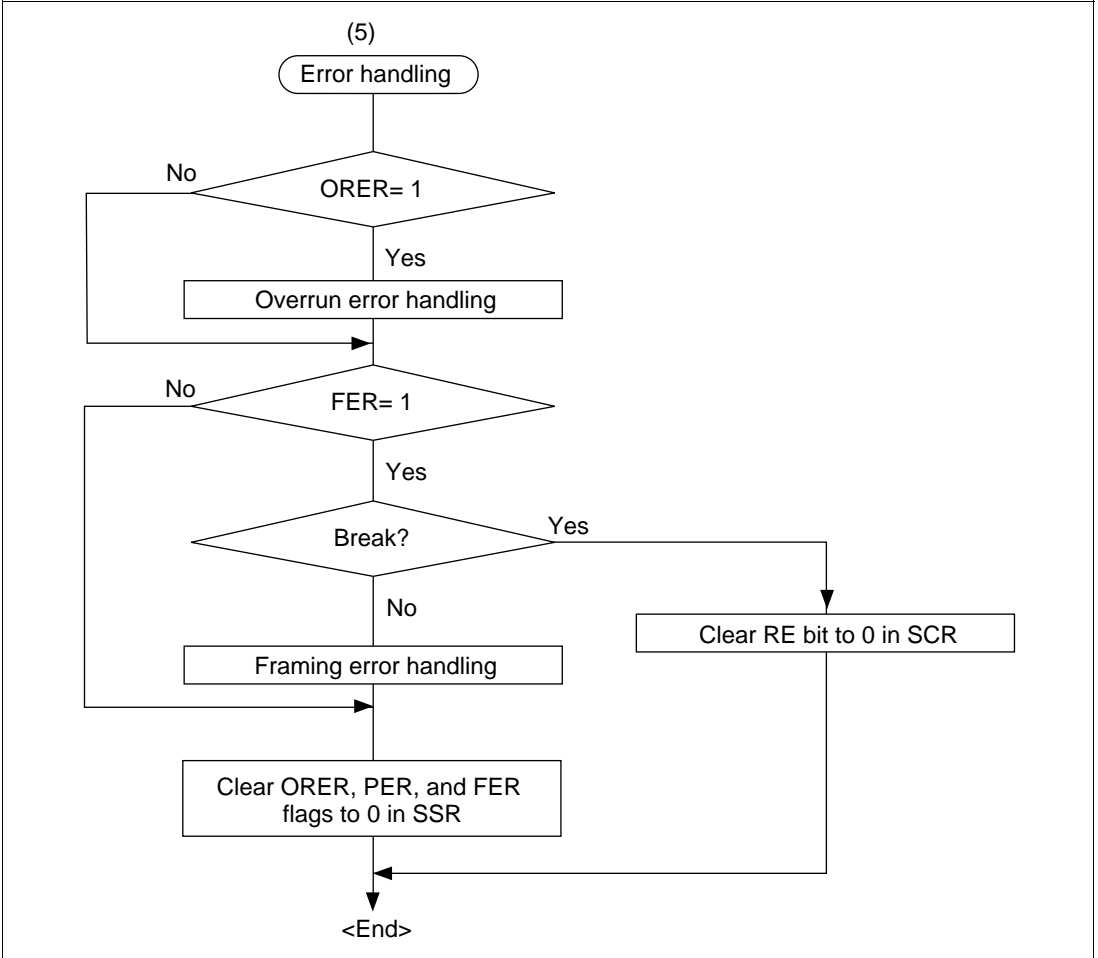 (5)
Error handling
No
ORER= 1
Yes
Overrun error handling
No
FER= 1
Yes
Break?
Yes
No
Clear RE bit to 0 in SCR
Framing error handling
Clear ORER, PER, and FER
flags to 0 in SSR
<End>